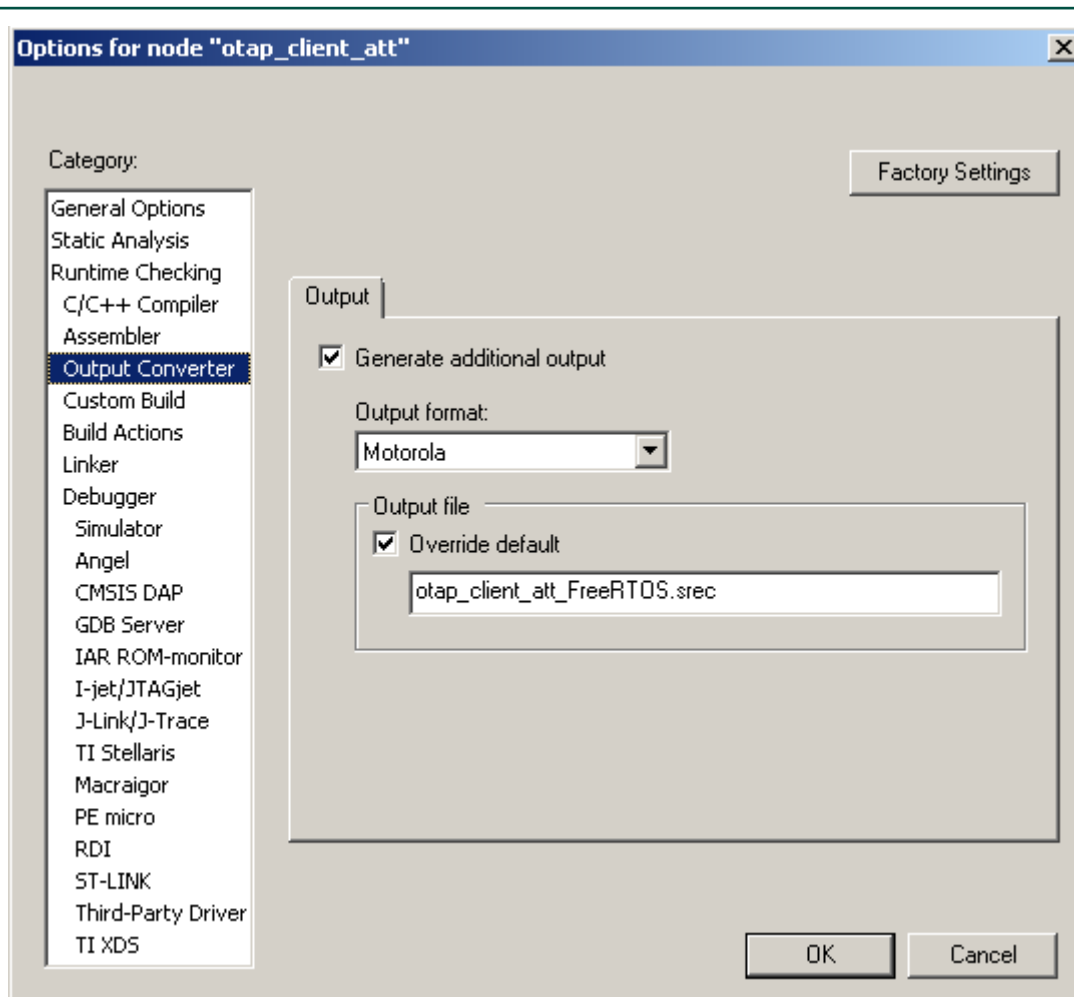 Options for node "otap_client_att"
Category:
Factory Settings
General Options
Static Analysis
Runtime Checking
C/C++ Compiler
Assembler
Output Converter
Custom Build
Build Actions
Linker
Debugger
Simulator
Angel
CMSIS DAP
GDB Server
IAR ROM-monitor
I-jet/JTAGjet
J-Link/J-Trace
TI Stellaris
Macraigor
PE micro
RDI
ST-LINK
Third-Party Driver
TI XDS
Output
Generate additional output
Output format:
Motorola
Output file
Override default
otap_client_att_FreeRTOS.srec
OK
Cancel